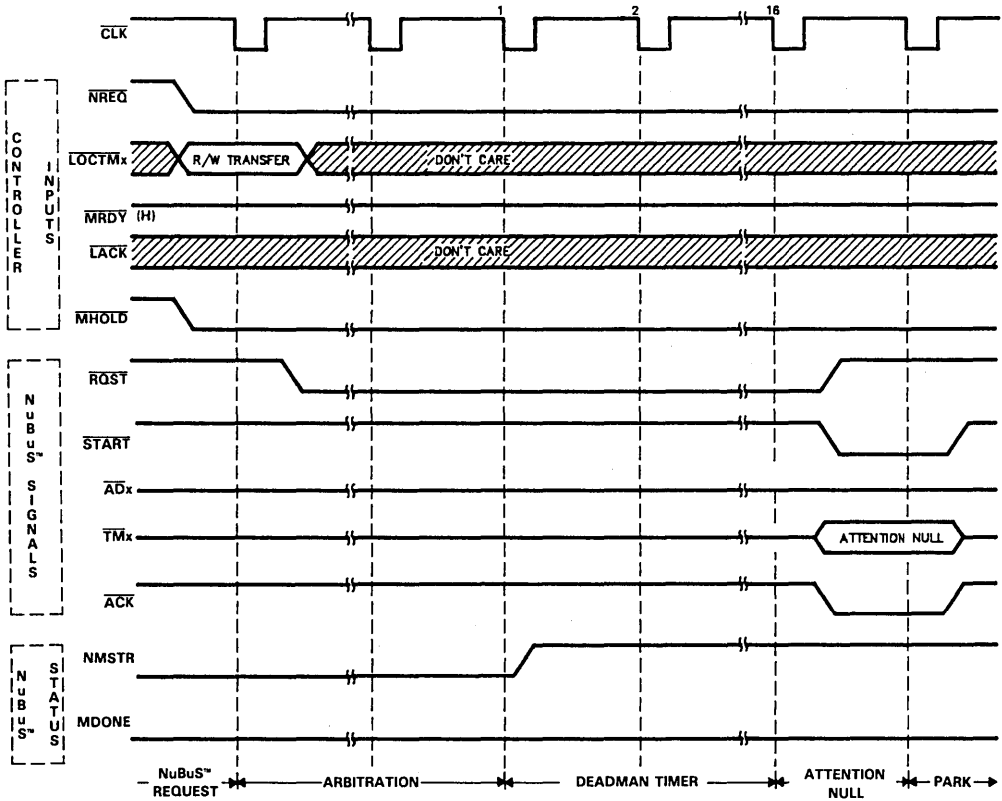 1 2 16
CLK
CONTROLLER INPUTS
NREQ
LOCTMx R/W TRANSFER DON'T CARE
MRDY (H)
LACK DON'T CARE
MHOLD
NuBuS™ SIGNALS
RQST
START
ADx
TMx ATTENTION NULL
ACK
NuBuS™ STATUS
NMSTR
MDONE
NuBuS™ REQUEST
ARBITRATION
DEADMAN TIMER
ATTENTION NULL
PARK